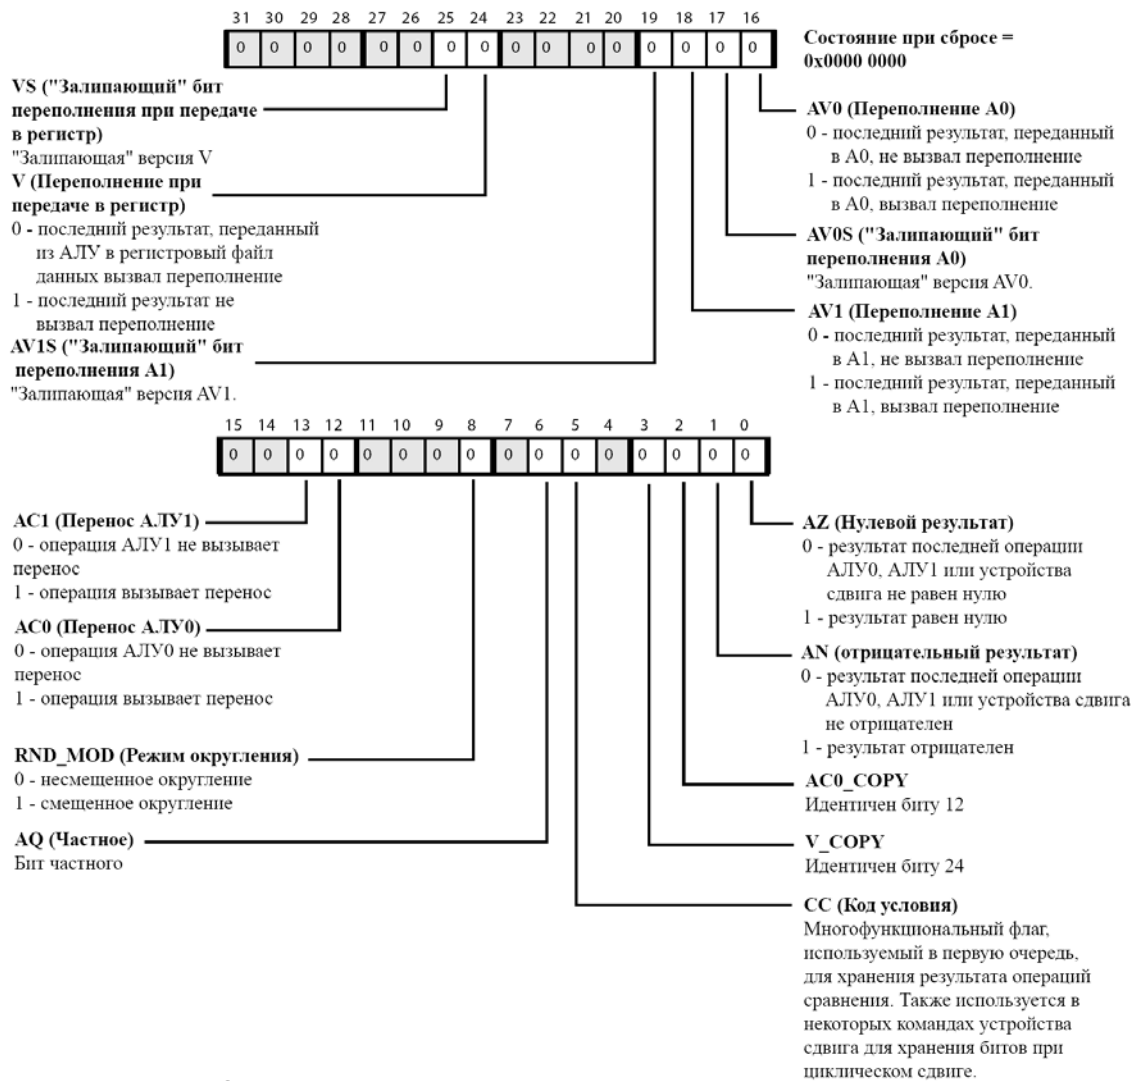 31 30 29 28 27 26 25 24 23 22 21 20 19 18 17 16
0 0 0 0 0 0 0 0 0 0 0 0 0 0 0 0
Состояние при сбросе =
0x0000 0000
VS ("Залипающий" бит
переполнения при передаче
в регистр)
"Залипающая" версия V
V (Переполнение при
передаче в регистр)
0 - последний результат, переданный
из АЛУ в регистровый файл
данных вызвал переполнение
1 - последний результат не
вызвал переполнение
AV1S ("Залипающий" бит
переполнения А1)
"Залипающая" версия AV1.
AV0 (Переполнение А0)
0 - последний результат, переданный
в А0, не вызвал переполнение
1 - последний результат, переданный
в А0, вызвал переполнение
AV0S ("Залипающий" бит
переполнения А0)
"Залипающая" версия AV0.
AV1 (Переполнение А1)
0 - последний результат, переданный
в А1, не вызвал переполнение
1 - последний результат, переданный
в А1, вызвал переполнение
15 14 13 12 11 10 9 8 7 6 5 4 3 2 1 0
0 0 0 0 0 0 0 0 0 0 0 0 0 0 0 0
AC1 (Перенос АЛУ1)
0 - операция АЛУ1 не вызывает
перенос
1 - операция вызывает перенос
AC0 (Перенос АЛУ0)
0 - операция АЛУ0 не вызывает
перенос
1 - операция вызывает перенос
RND_MOD (Режим округления)
0 - несмещенное округление
1 - смещенное округление
AQ (Частное)
Бит частного
AZ (Нулевой результат)
0 - результат последней операции
АЛУ0, АЛУ1 или устройства
сдвига не равен нулю
1 - результат равен нулю
AN (отрицательный результат)
0 - результат последней операции
АЛУ0, АЛУ1 или устройства сдвига
не отрицателен
1 - результат отрицателен
AC0_COPY
Идентичен биту 12
V_COPY
Идентичен биту 24
CC (Код условия)
Многофункциональный флаг,
используемый в первую очередь,
для хранения результата операций
сравнения. Также используется в
некоторых командах устройства
сдвига для хранения битов при
циклическом сдвиге.